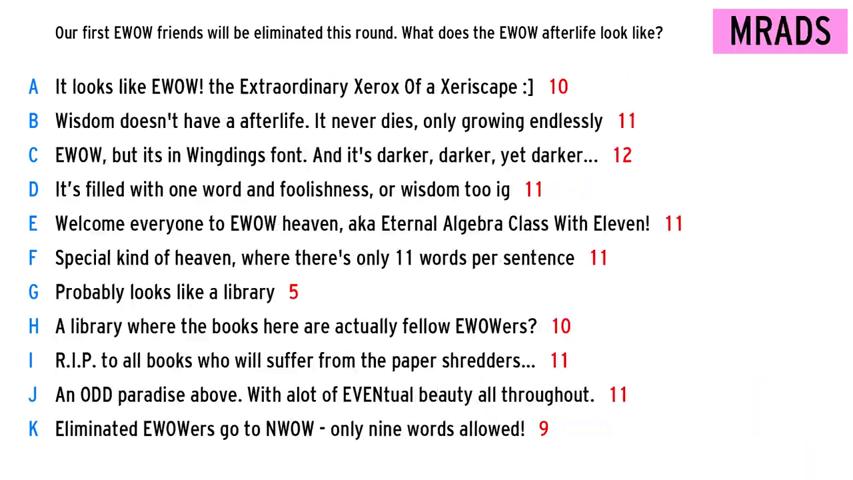 Our first EWOW friends will be eliminated this round. What does the EWOW afterlife look like?
MRADS
A It looks like EWOW! the Extraordinary Xerox Of a Xeriscape :] 10
B Wisdom doesn't have a afterlife. It never dies, only growing endlessly 11
C EWOW, but its in Wingdings font. And it's darker, darker, yet darker... 12
D It's filled with one word and foolishness, or wisdom too ig 11
E Welcome everyone to EWOW heaven, aka Eternal Algebra Class With Eleven! 11
F Special kind of heaven, where there's only 11 words per sentence 11
G Probably looks like a library 5
H A library where the books here are actually fellow EWOWers? 10
I R.I.P. to all books who will suffer from the paper shredders... 11
J An ODD paradise above. With alot of EVENtual beauty all throughout. 11
K Eliminated EWOWers go to NWOW - only nine words allowed! 9